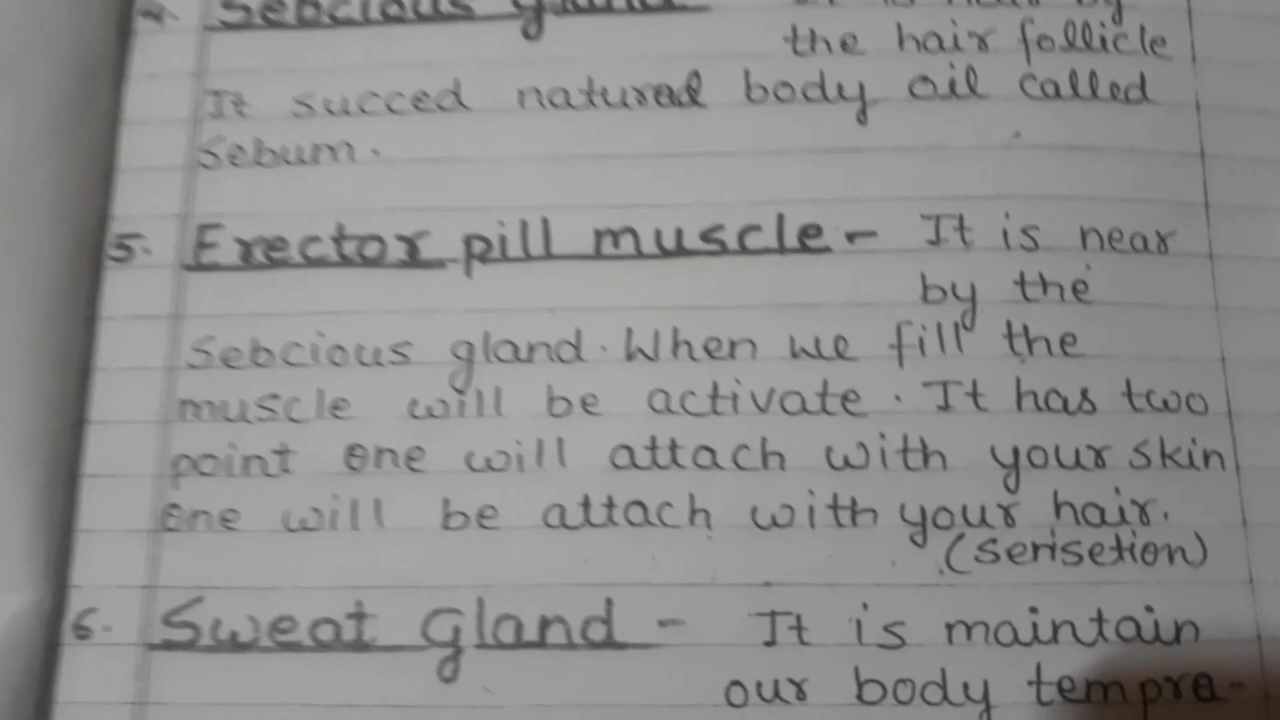 Sebcious gland
the hair follicle
It succed natural body oil called
Sebum.
5. Erector pill muscle - It is near
by the
Sebcious gland. When we fill the
muscle will be activate. It has two
point one will attach with your skin
one will be attach with your hair.
(serisetion)
6. Sweat gland - It is maintain
our body tempra-